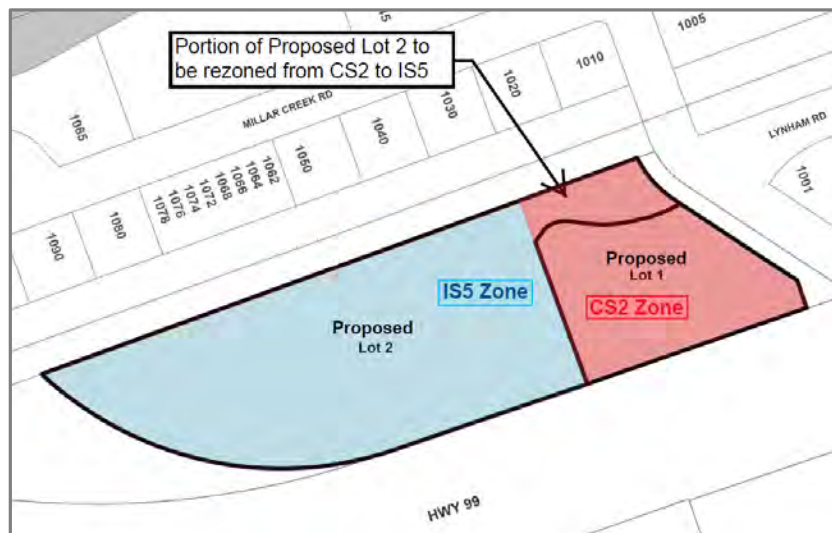 Portion of Proposed Lot 2 to
be rezoned from CS2 to IS5
1005
1010
1020
1030
1040
1050
MILLAR CREEK RD
1065
LYNHAM RD
1001
1062
1064
1066
1068
1072
1074
1076
1078
1080
1090
Proposed
Lot 1
IS5 Zone
CS2 Zone
Proposed
Lot 2
HWY 99